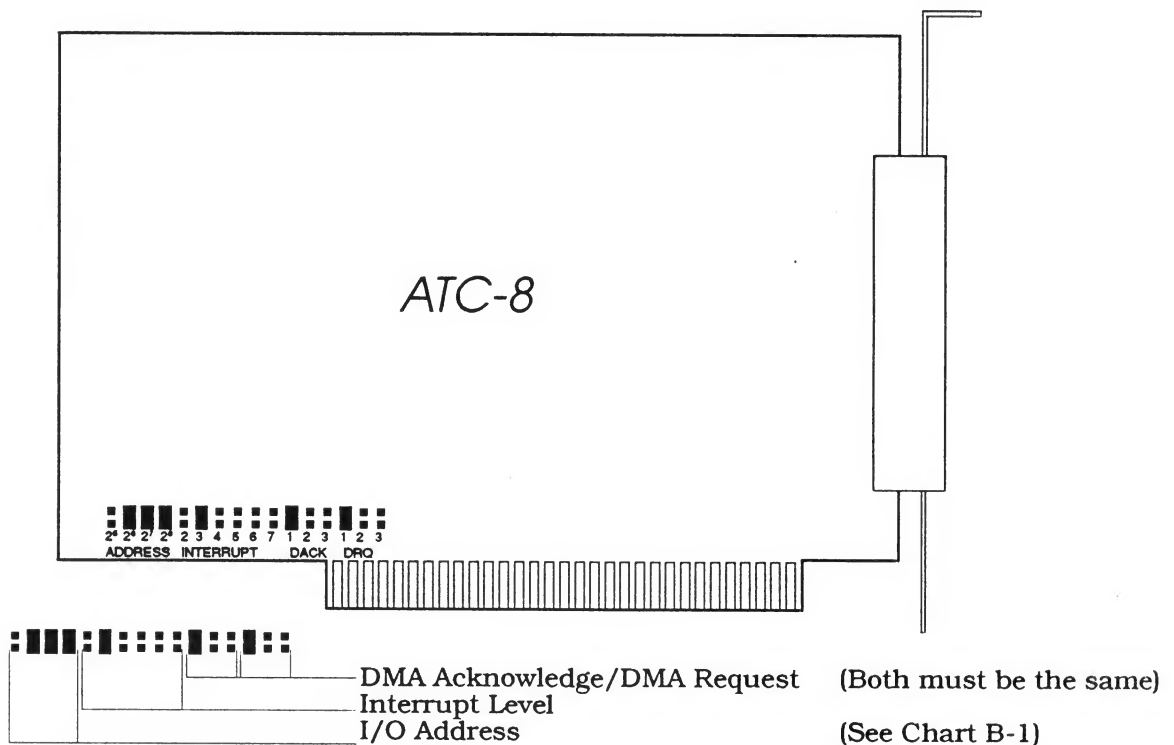 ATC-8
2⁵ 2⁶ 2⁷ 2⁸ 2 3 4 5 6 7 1 2 3 1 2 3
ADDRESS INTERRUPT DACK DRQ
DMA Acknowledge/DMA Request (Both must be the same)
Interrupt Level
I/O Address (See Chart B-1)